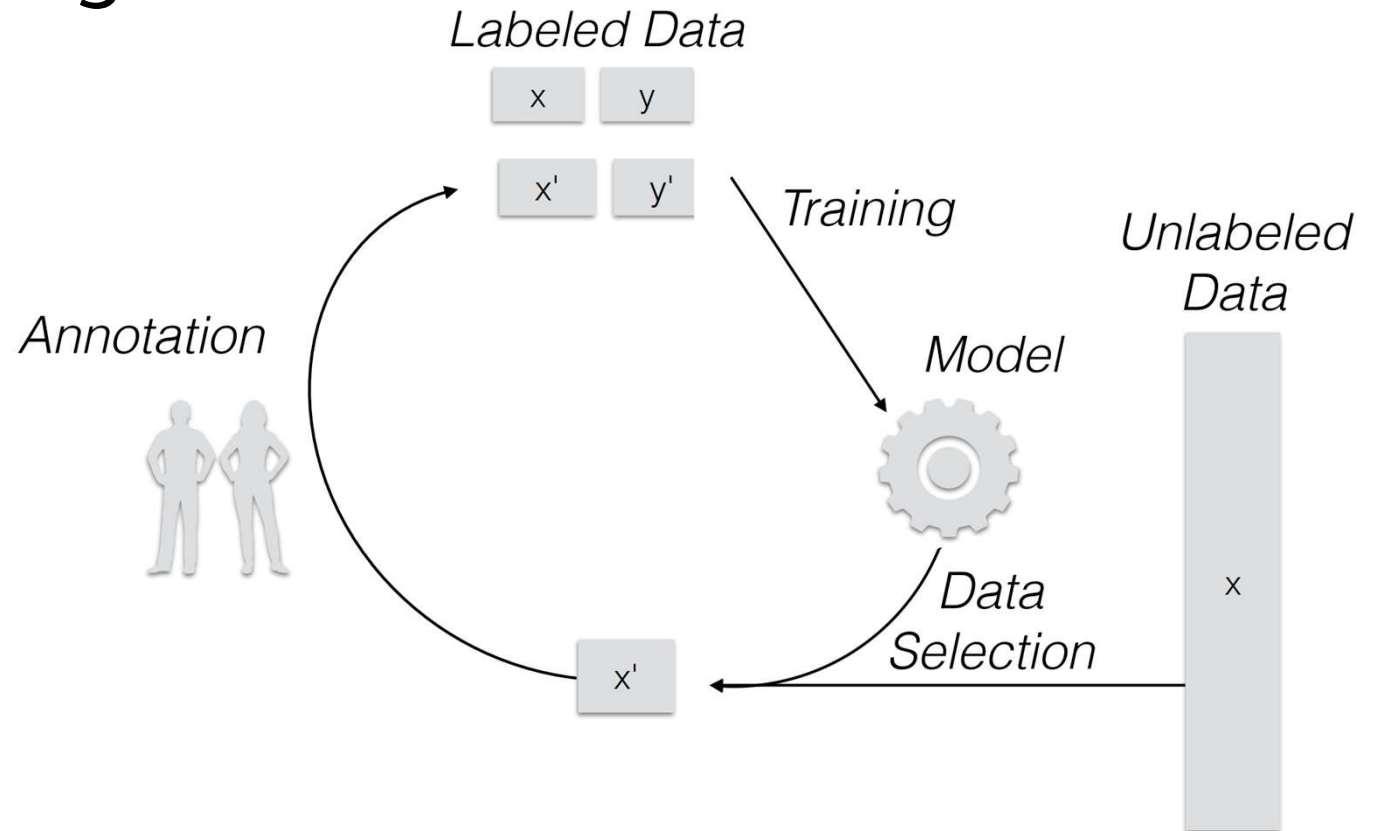 g
Labeled Data
x y
x' y'
Training
Unlabeled
Data
Annotation
Model
Data
Selection
x
x'